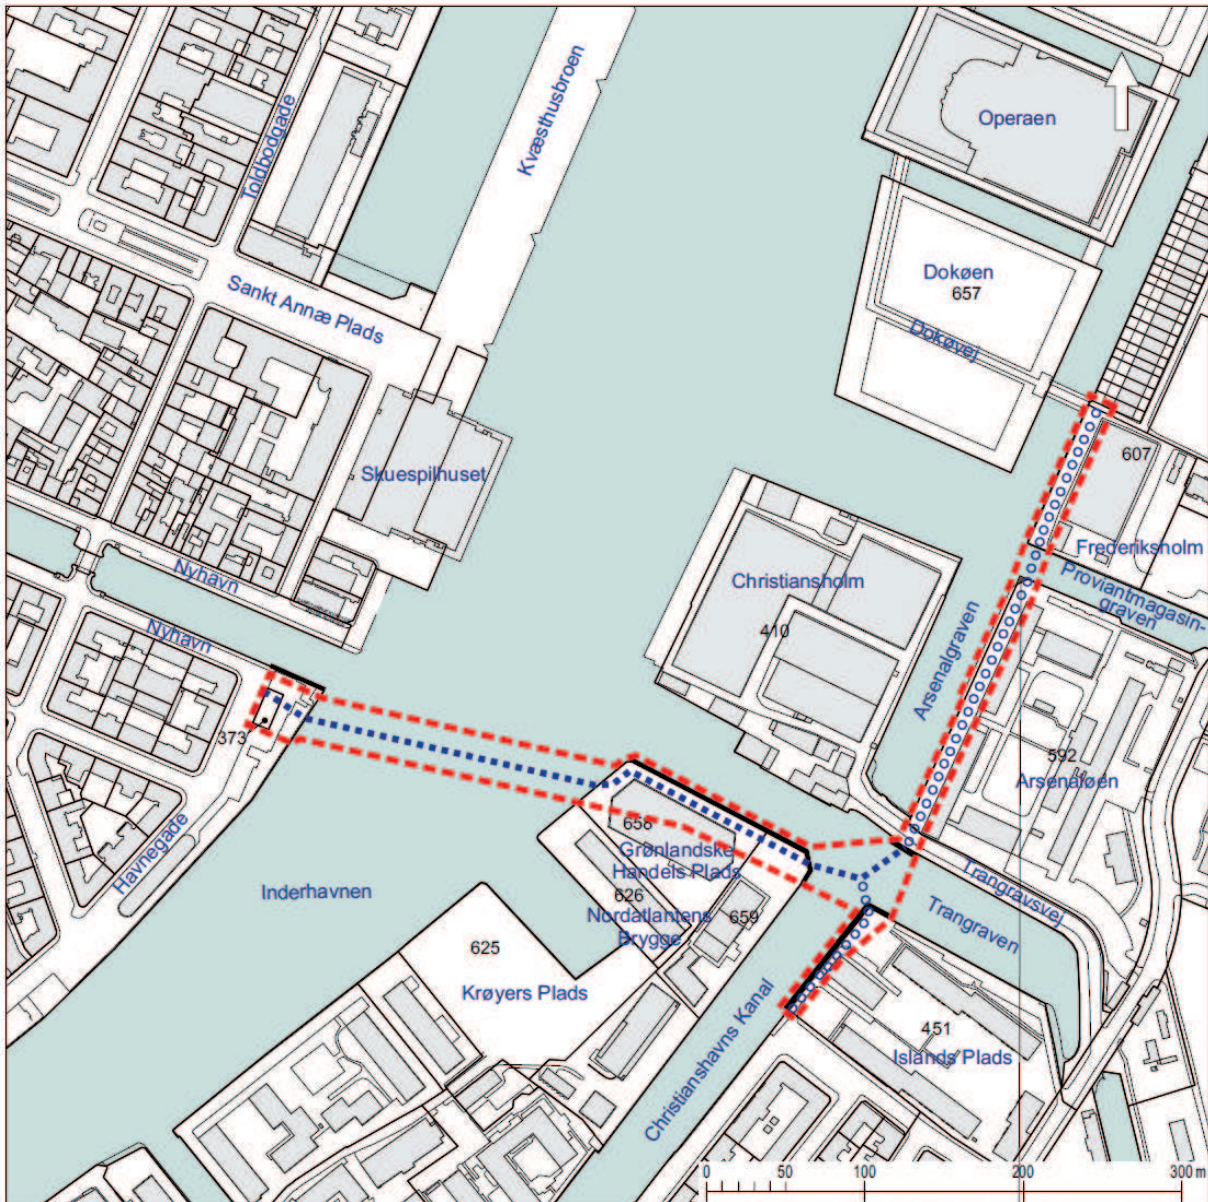 Kvæsthusbroen
Toldbodgade
Operaen
Dokøen
657
Dokøvej
Sankt Annæ Plads
Skuespilhuset
607
Frederiksholm
Proviantmagasin-
graven
Christiansholm
410
Arsenalgraven
Nyhavn
Nyhavn
373
592
Arsenaløen
Havnegade
658
Grønlandske
Handels Plads
626
659
Nordatlantens
Brygge
Inderhavnen
Trangravsvej
Trangraven
625
Krøyers Plads
Christianshavns Kanal
451
Islands Plads
0 50 100 200 300 m